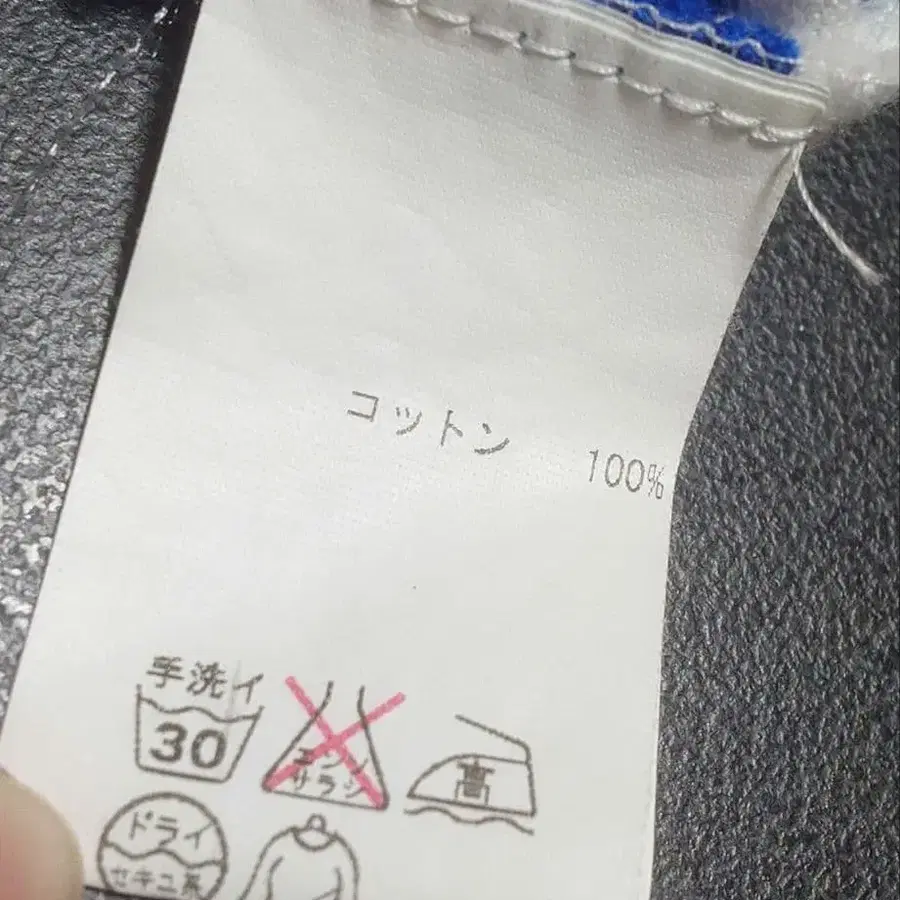 コットン 100%
手洗イ
30
エンソ
サラシ
高
ドライ
セキユ系